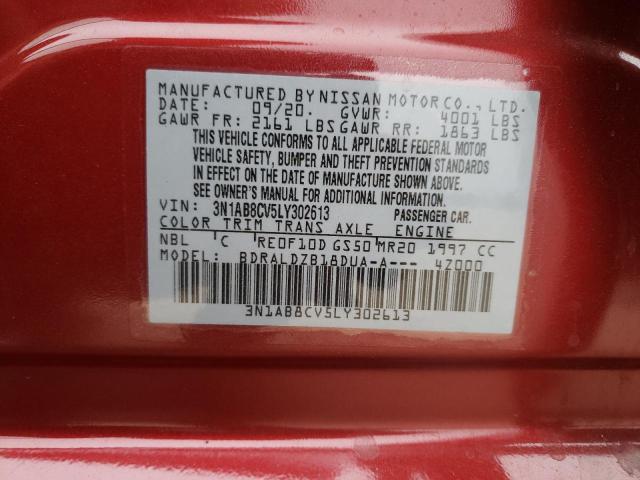 MANUFACTURED BY NISSAN MOTOR CO., LTD.
DATE: 09/20. GVWR: 4001 LBS
GAWR FR: 2161 LBS GAWR RR: 1863 LBS
THIS VEHICLE CONFORMS TO ALL APPLICABLE FEDERAL MOTOR
VEHICLE SAFETY, BUMPER AND THEFT PREVENTION STANDARDS
IN EFFECT ON THE DATE OF MANUFACTURE SHOWN ABOVE.
SEE OWNER'S MANUAL FOR ADDITIONAL INFORMATION.
VIN: 3N1AB8CV5LY302613 PASSENGER CAR.
COLOR TRIM TRANS AXLE ENGINE
NBL C RE0F10D GS50 MR20 1997 CC
MODEL: BDRALDZB18DUA-A--- 4Z000
3N1AB8CV5LY302613